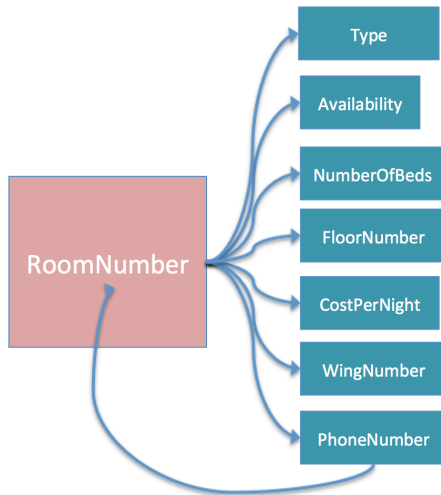 Type
Availability
NumberOfBeds
RoomNumber
FloorNumber
CostPerNight
WingNumber
PhoneNumber